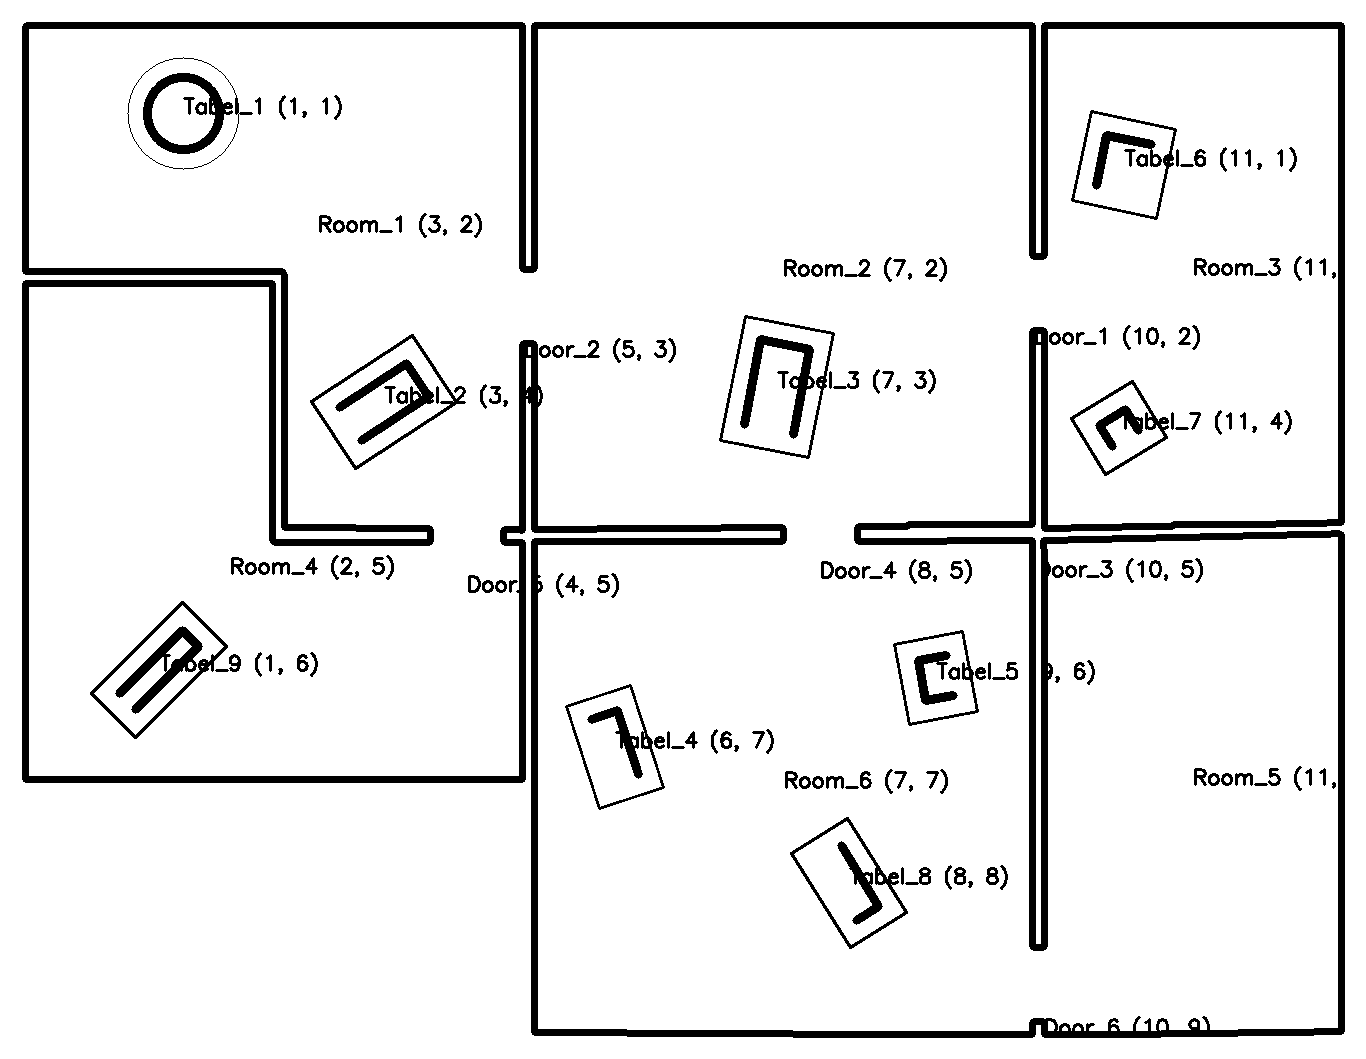 Tabel_1 (1, 1)
Tabel_6 (11, 1)
Room_1 (3, 2)
Room_2 (7, 2)
Room_3 (11,
Door_1 (10, 2)
Door_2 (5, 3)
Tabel_3 (7, 3)
Tabel_2 (3, 4)
Tabel_7 (11, 4)
Room_4 (2, 5)
Door_5 (4, 5)
Door_4 (8, 5)
Door_3 (10, 5)
Tabel_9 (1, 6)
Tabel_5 (9, 6)
Tabel_4 (6, 7)
Room_6 (7, 7)
Room_5 (11,
Tabel_8 (8, 8)
Door_6 (10, 9)